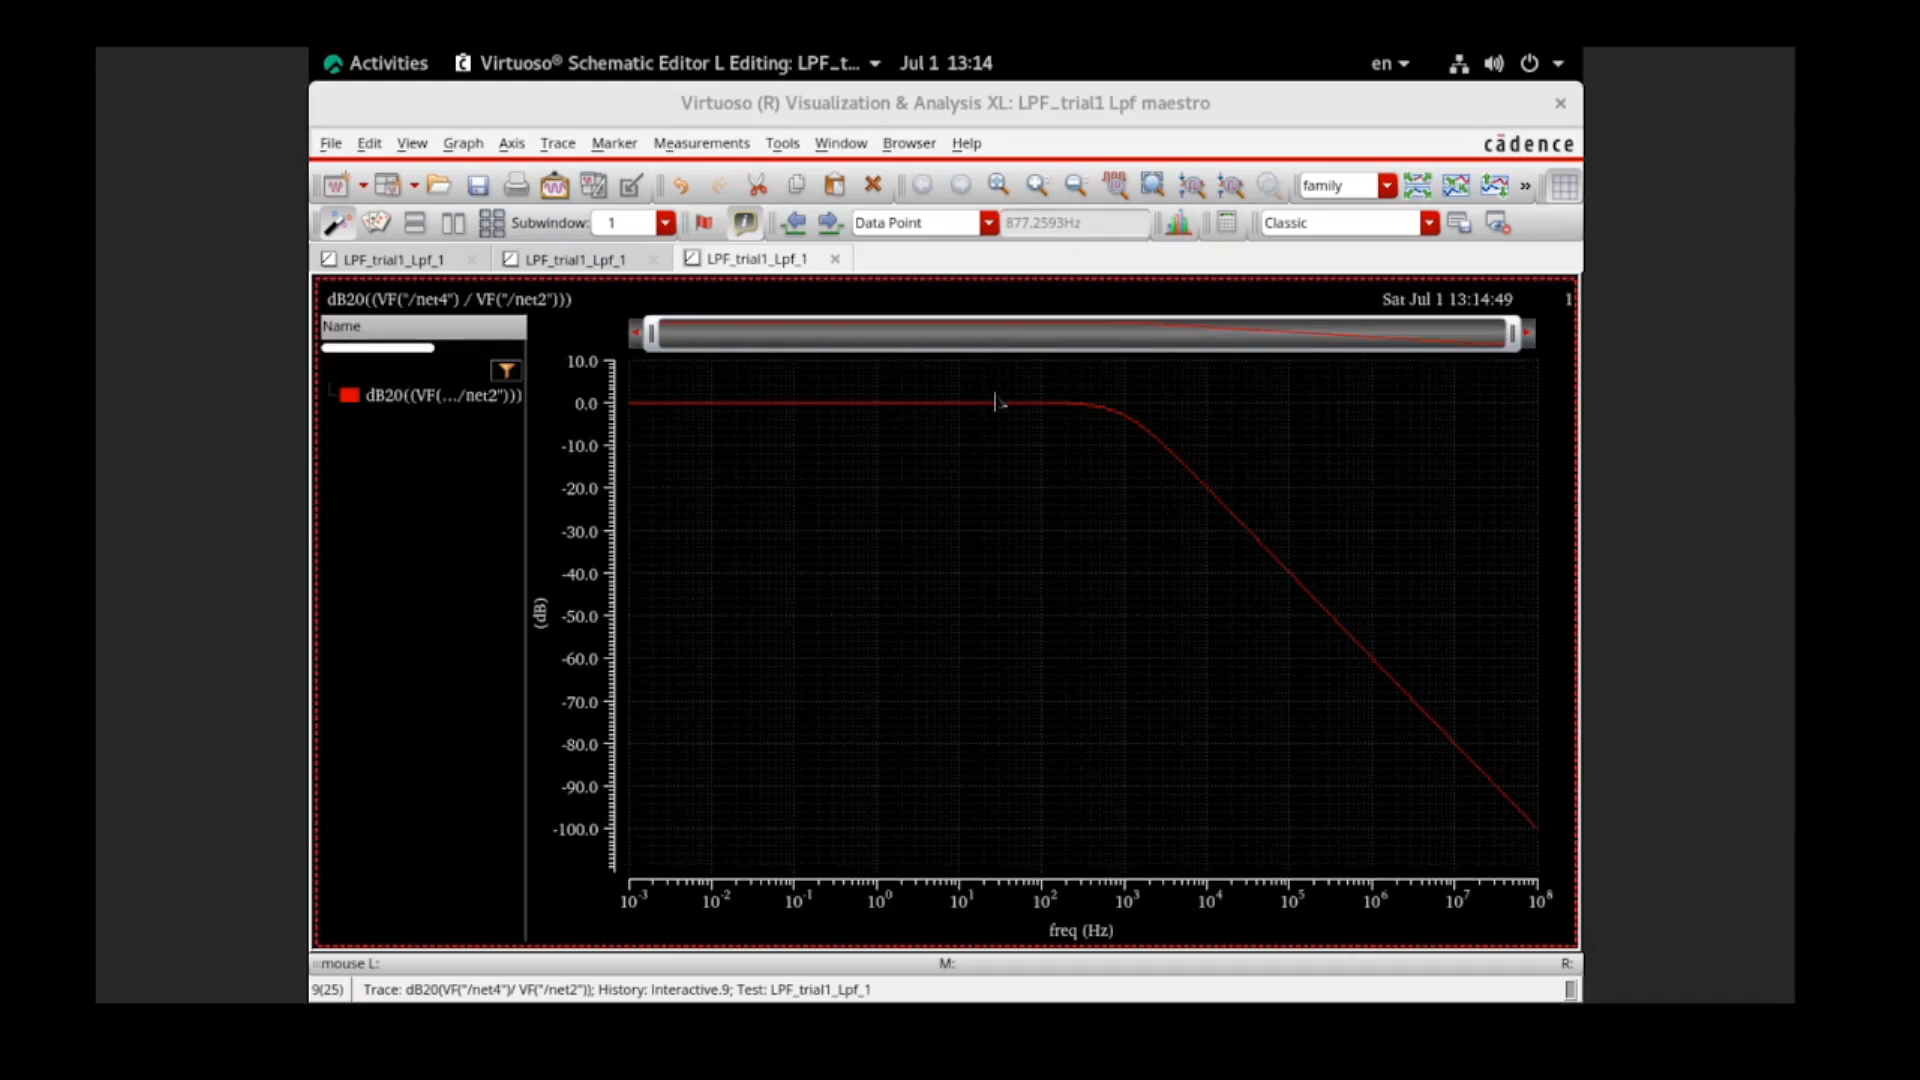 Activities Virtuoso® Schematic Editor L Editing: LPF_t... Jul 1 13:14 en
Virtuoso (R) Visualization & Analysis XL: LPF_trial1 Lpf maestro
File Edit View Graph Axis Trace Marker Measurements Tools Window Browser Help cādence
family »
Subwindow: 1 Data Point 877.2593Hz Classic
LPF_trial1_Lpf_1 LPF_trial1_Lpf_1 LPF_trial1_Lpf_1
dB20((VF("/net4") / VF("/net2"))) Sat Jul 1 13:14:49 1
Name
dB20((VF(.../net2")))
10.0
0.0
-10.0
-20.0
-30.0
-40.0
-50.0
-60.0
-70.0
-80.0
-90.0
-100.0
(dB)
10⁻³ 10⁻² 10⁻¹ 10⁰ 10¹ 10² 10³ 10⁴ 10⁵ 10⁶ 10⁷ 10⁸
freq (Hz)
mouse L: M: R:
9(25) Trace: dB20(VF("/net4")/ VF("/net2")); History: Interactive.9; Test: LPF_trial1_Lpf_1